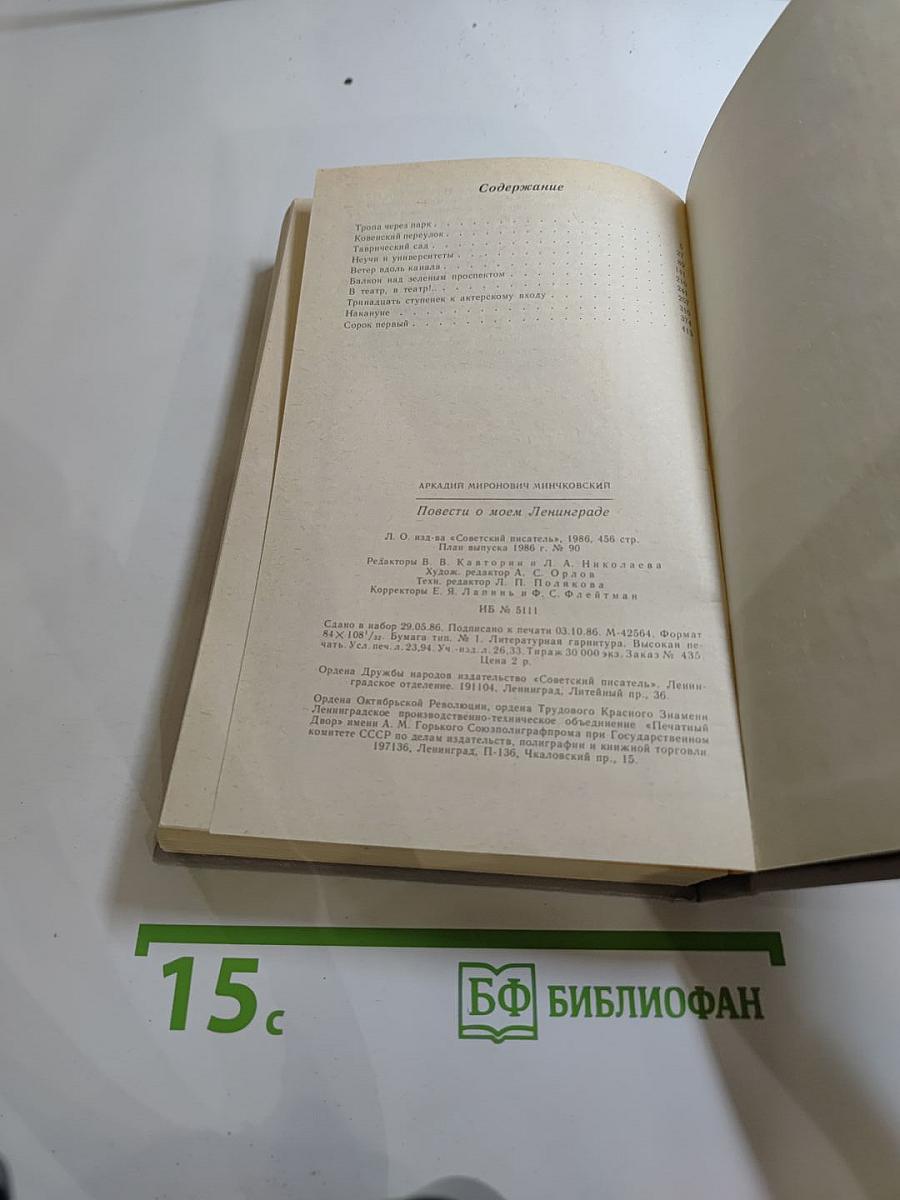 Содержание
Тропа через парк . . . . . . . . . . . . . . . 5
Ковенский переулок . . . . . . . . . . . . . . . 27
Таврический сад . . . . . . . . . . . . . . .
Неучи и университеты . . . . . . . . . . . . . . .
Ветер вдоль канала . . . . . . . . . . . . . . .
Балкон над зеленым проспектом . . . . . . . . . .
В театр, в театр!.. . . . . . . . . . . . . . .
Тринадцать ступенек к актерскому входу . . . . . . . .
Накануне . . . . . . . . . . . . . . . 374
Сорок первый . . . . . . . . . . . . . . . 415
АРКАДИЙ МИРОНОВИЧ МИНЧКОВСКИЙ
Повести о моем Ленинграде
Л. О. изд-ва «Советский писатель», 1986, 456 стр.
План выпуска 1986 г. № 90
Редакторы В. В. Кавторин и Л. А. Николаева
Худож. редактор А. С. Орлов
Техн. редактор Л. П. Полякова
Корректоры Е. Я. Лапинь и Ф. С. Флейтман
ИБ № 5111
Сдано в набор 29.05.86. Подписано к печати 03.10.86. М-42564. Формат
84×108¹/₃₂. Бумага тип. № 1. Литературная гарнитура. Высокая пе-
чать. Усл. печ. л. 23,94. Уч.-изд. л. 26,33. Тираж 30 000 экз. Заказ № 435.
Цена 2 р.
Ордена Дружбы народов издательство «Советский писатель». Ленин-
градское отделение. 191104, Ленинград, Литейный пр., 36.
Ордена Октябрьской Революции, ордена Трудового Красного Знамени
Ленинградское производственно-техническое объединение «Печатный
Двор» имени А. М. Горького Союзполиграфпрома при Государственном
комитете СССР по делам издательств, полиграфии и книжной торговли.
197136, Ленинград, П-136, Чкаловский пр., 15.
15 с
БФ БИБЛИОФАН